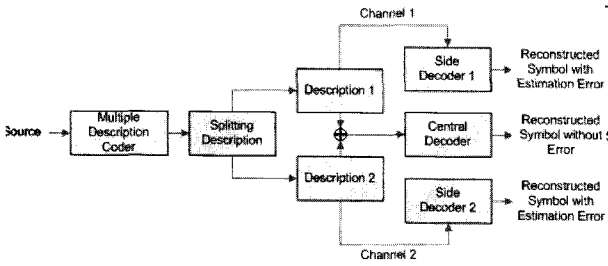 Channel 1
Side
Decoder 1
Reconstructed
Symbol with
Estimation Error
Description 1
Source
Multiple
Description
Coder
Splitting
Description
Central
Decoder
Reconstructed
Symbol without
Error
Description 2
Side
Decoder 2
Reconstructed
Symbol with
Estimation Error
Channel 2